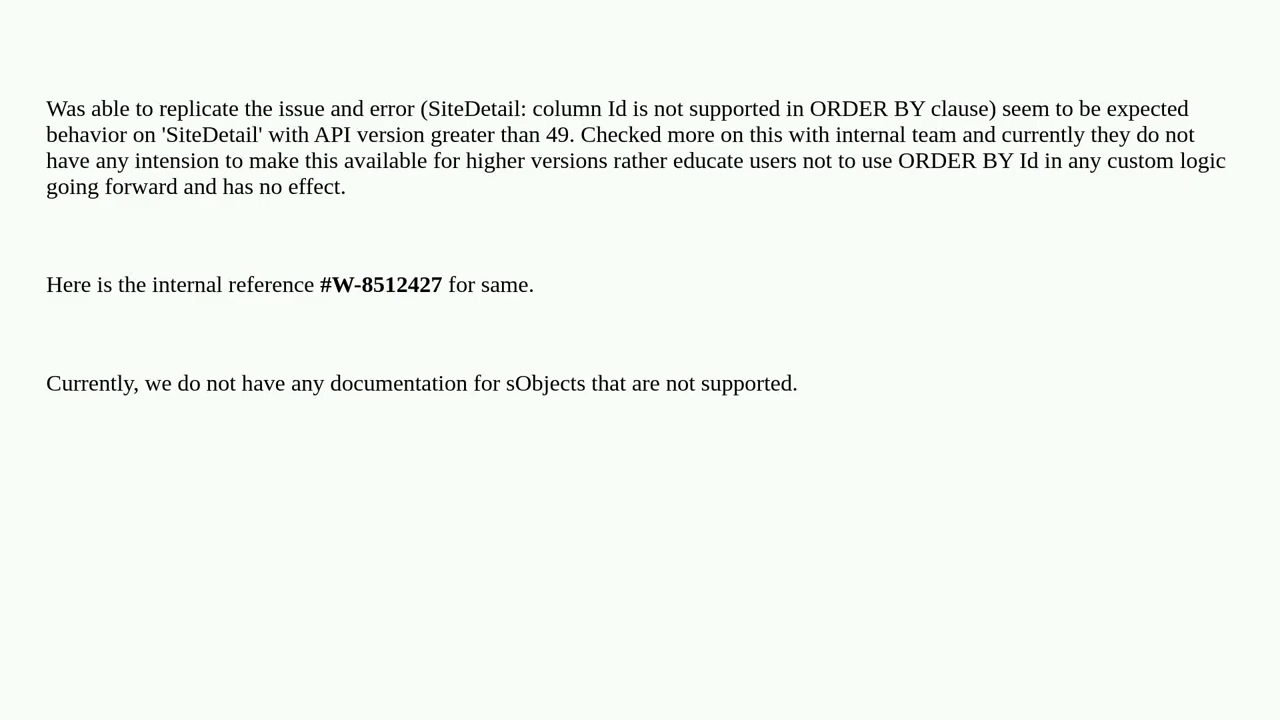 Was able to replicate the issue and error (SiteDetail: column Id is not supported in ORDER BY clause) seem to be expected
behavior on 'SiteDetail' with API version greater than 49. Checked more on this with internal team and currently they do not
have any intension to make this available for higher versions rather educate users not to use ORDER BY Id in any custom logic
going forward and has no effect.
Here is the internal reference #W-8512427 for same.
Currently, we do not have any documentation for sObjects that are not supported.